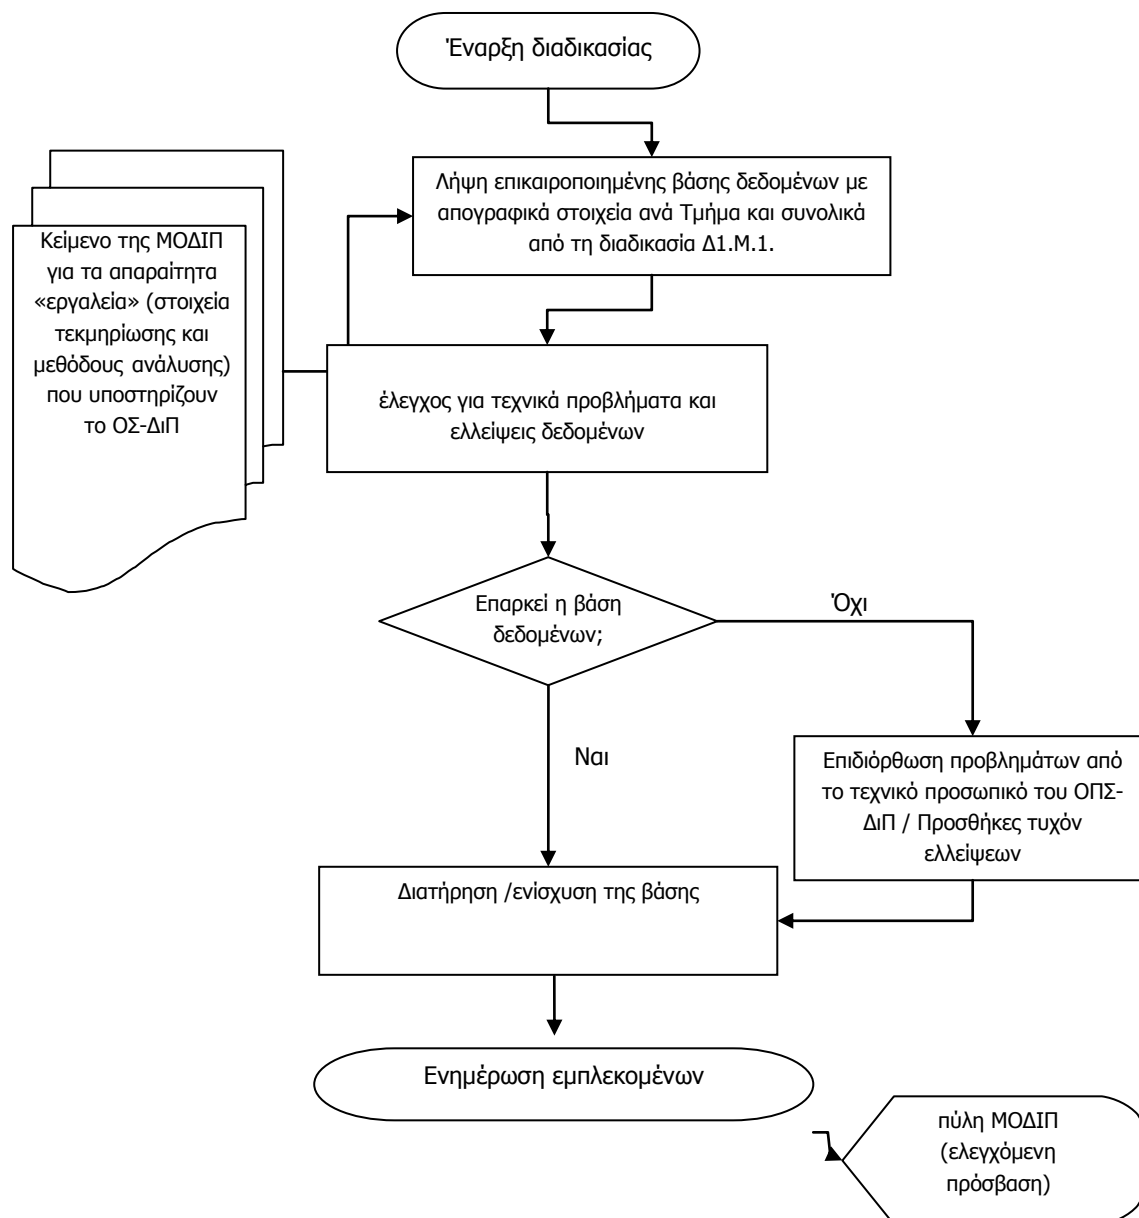 Έναρξη διαδικασίας
Λήψη επικαιροποιημένης βάσης δεδομένων με
απογραφικά στοιχεία ανά Τμήμα και συνολικά
από τη διαδικασία Δ1.Μ.1.
Κείμενο της ΜΟΔΙΠ
για τα απαραίτητα
«εργαλεία» (στοιχεία
τεκμηρίωσης και
μεθόδους ανάλυσης)
που υποστηρίζουν
το ΟΣ-ΔιΠ
έλεγχος για τεχνικά προβλήματα και
ελλείψεις δεδομένων
Επαρκεί η βάση
δεδομένων;
Όχι
Ναι
Επιδιόρθωση προβλημάτων από
το τεχνικό προσωπικό του ΟΠΣ-
ΔιΠ / Προσθήκες τυχόν
ελλείψεων
Διατήρηση /ενίσχυση της βάσης
Ενημέρωση εμπλεκομένων
πύλη ΜΟΔΙΠ
(ελεγχόμενη
πρόσβαση)